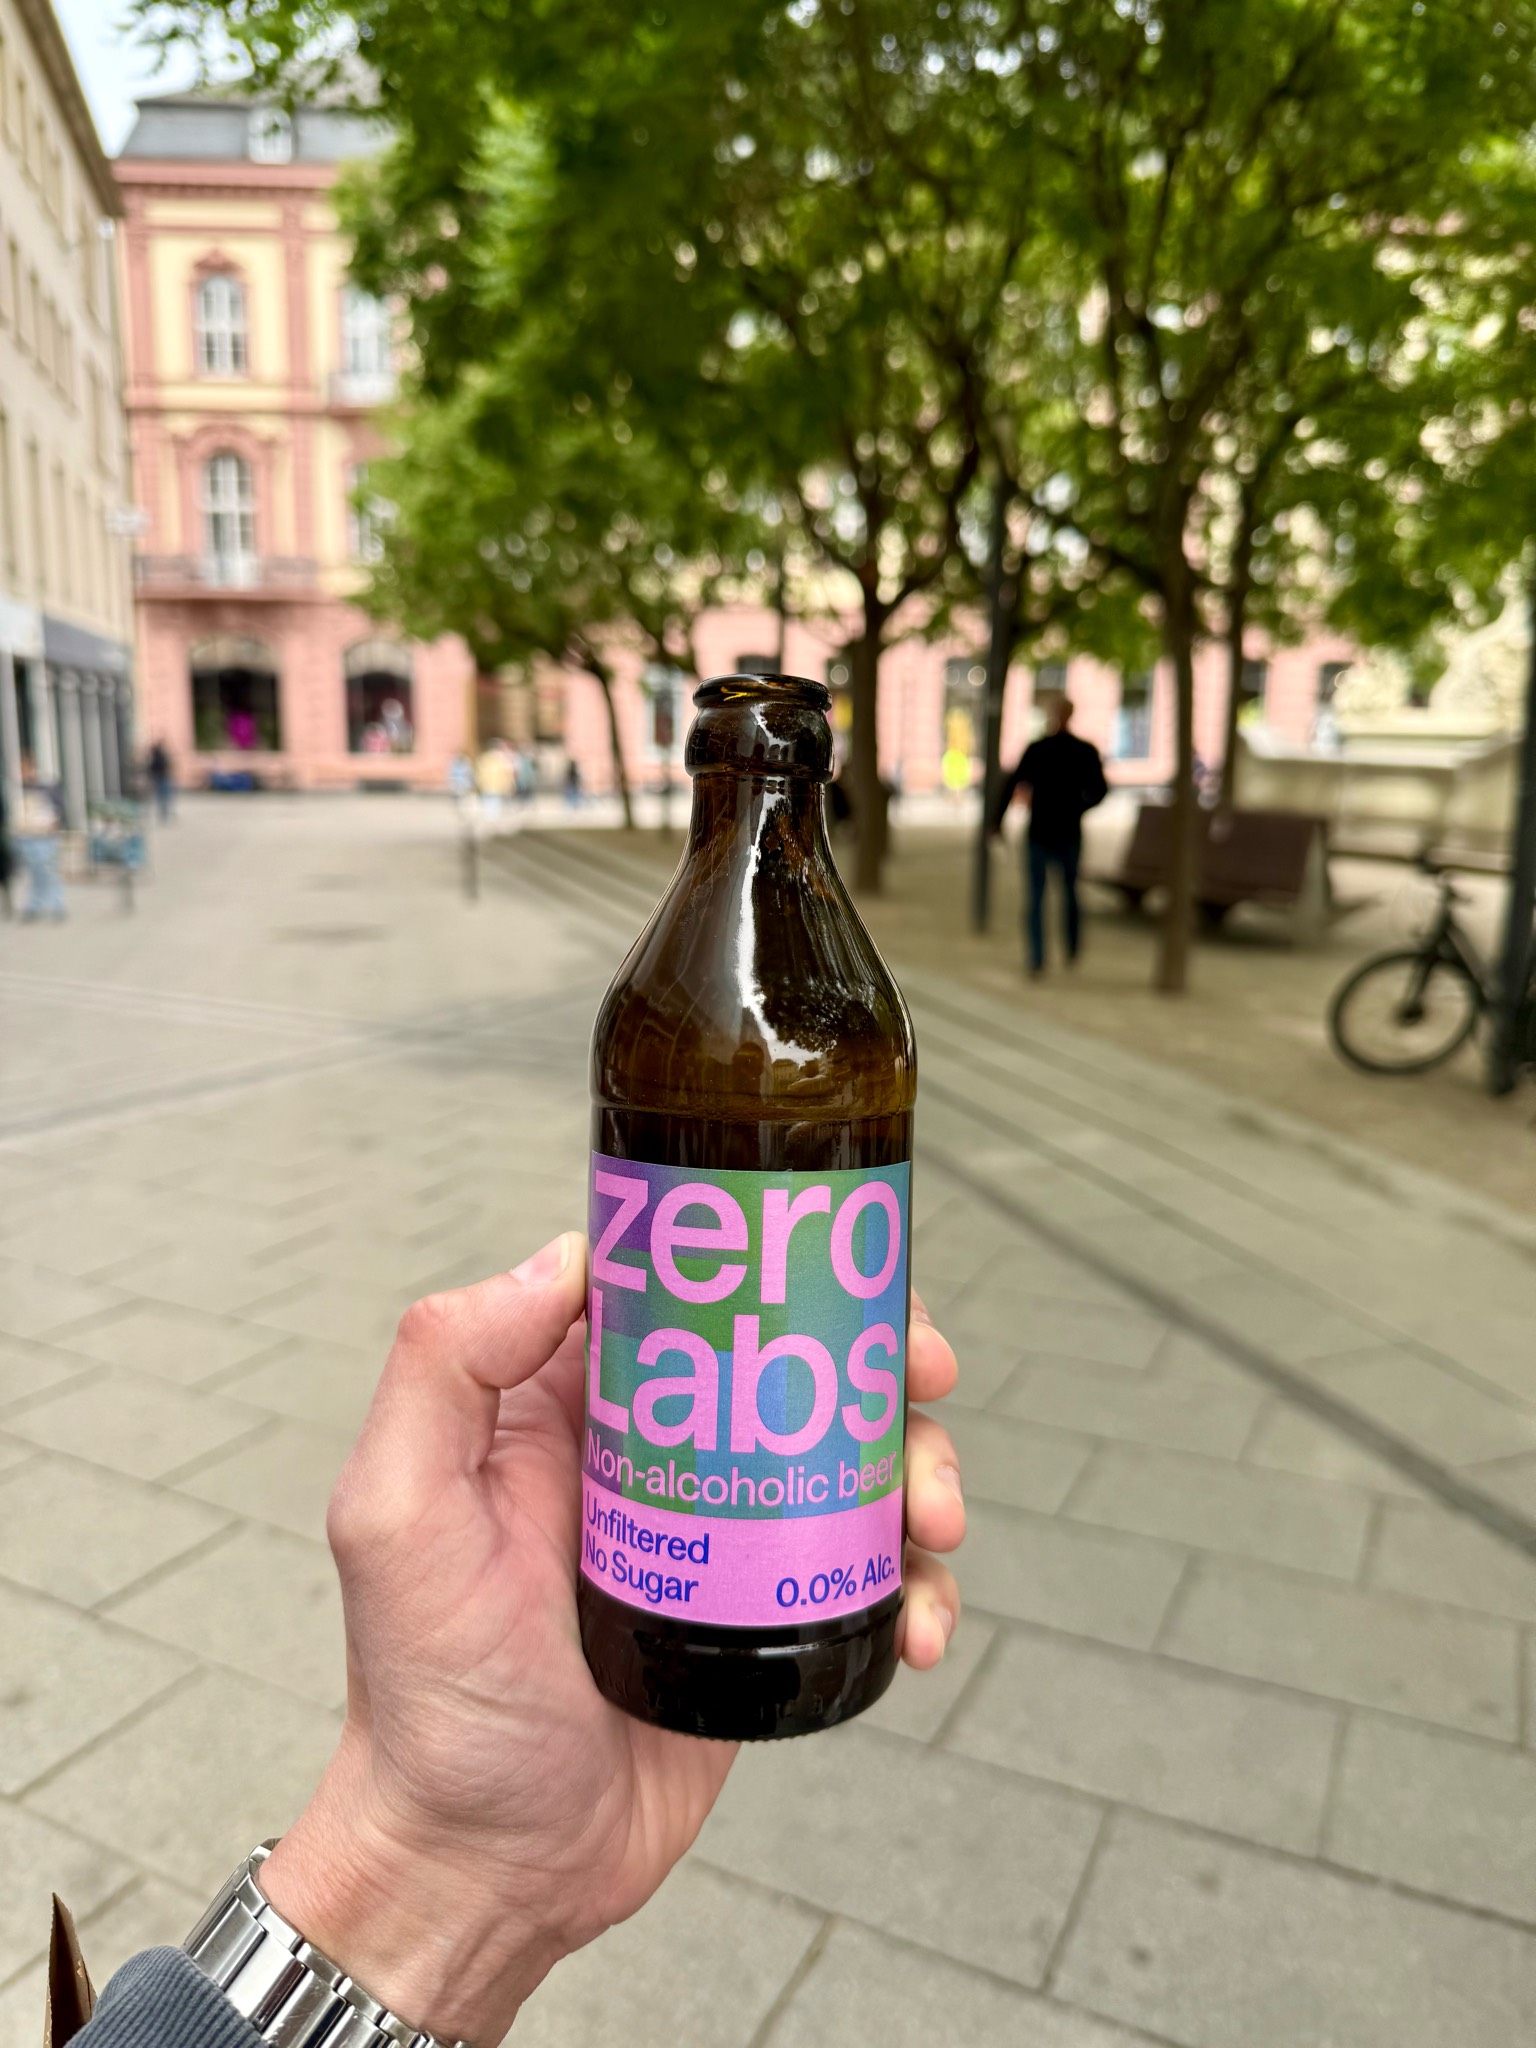 zero
Labs
Non-alcoholic beer
Unfiltered
No Sugar
0.0% Alc.